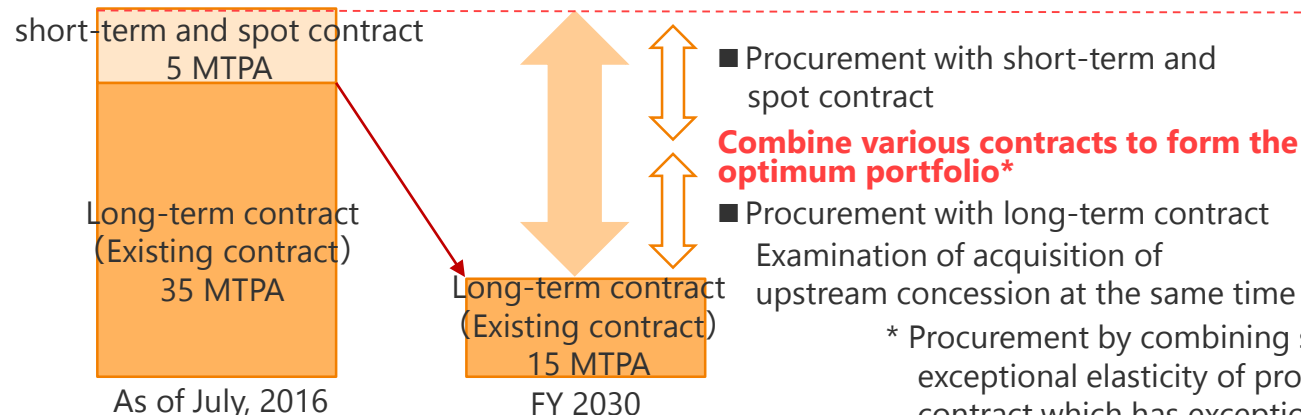 short-term and spot contract
5 MTPA
Long-term contract
（Existing contract）
35 MTPA
As of July, 2016
Long-term contract
（Existing contract）
15 MTPA
FY 2030
■ Procurement with short-term and
spot contract
Combine various contracts to form the
optimum portfolio*
■ Procurement with long-term contract
Examination of acquisition of
upstream concession at the same time
* Procurement by combining
exceptional elasticity of
contract which has